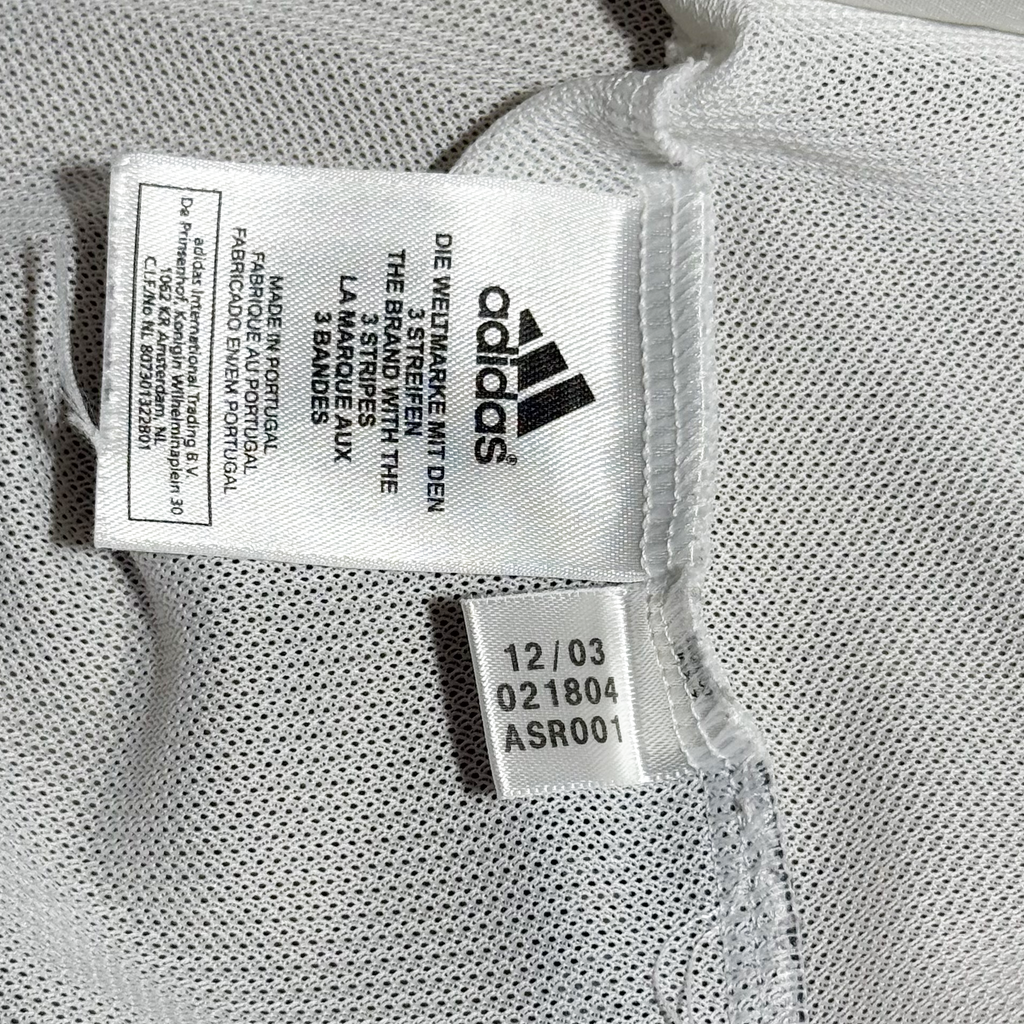 adidas®
DIE WELTMARKE MIT DEN
3 STREIFEN
THE BRAND WITH THE
3 STRIPES
LA MARQUE AUX
3 BANDES
MADE IN PORTUGAL
FABRIQUE AU PORTUGAL
FABRICADO EN/EM PORTUGAL
adidas International Trading B.V.
De Prinsenhof, Koningin Wilhelminaplein 30
1062 KR Amsterdam, NL
C.I.F./No NL 807301322B01
12/03
021804
ASR001